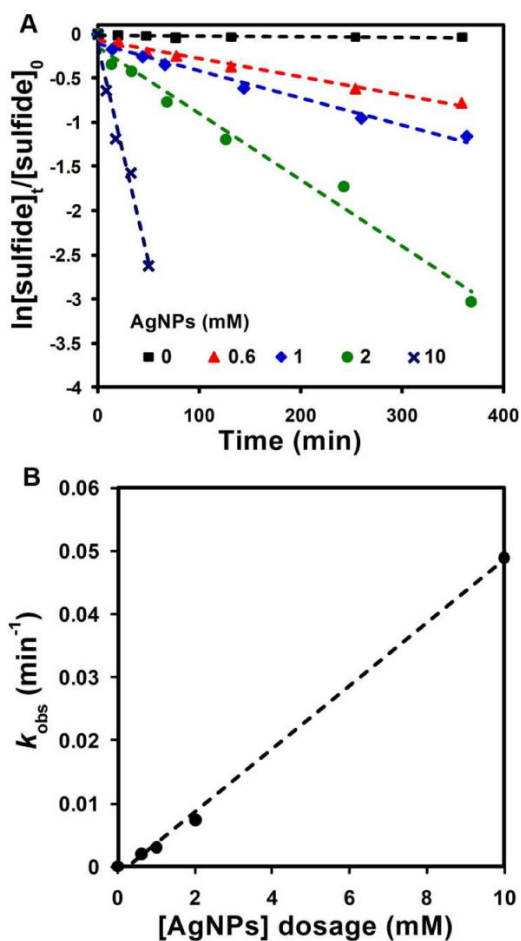 A
0
-0.5
-1
-1.5
-2
-2.5
-3
-3.5
-4
ln[sulfide]t/[sulfide]0
AgNPs (mM)
0 0.6 1 2 10
0 100 200 300 400
Time (min)
B
0.06
0.05
0.04
0.03
0.02
0.01
0
kobs (min-1)
0 2 4 6 8 10
[AgNPs] dosage (mM)